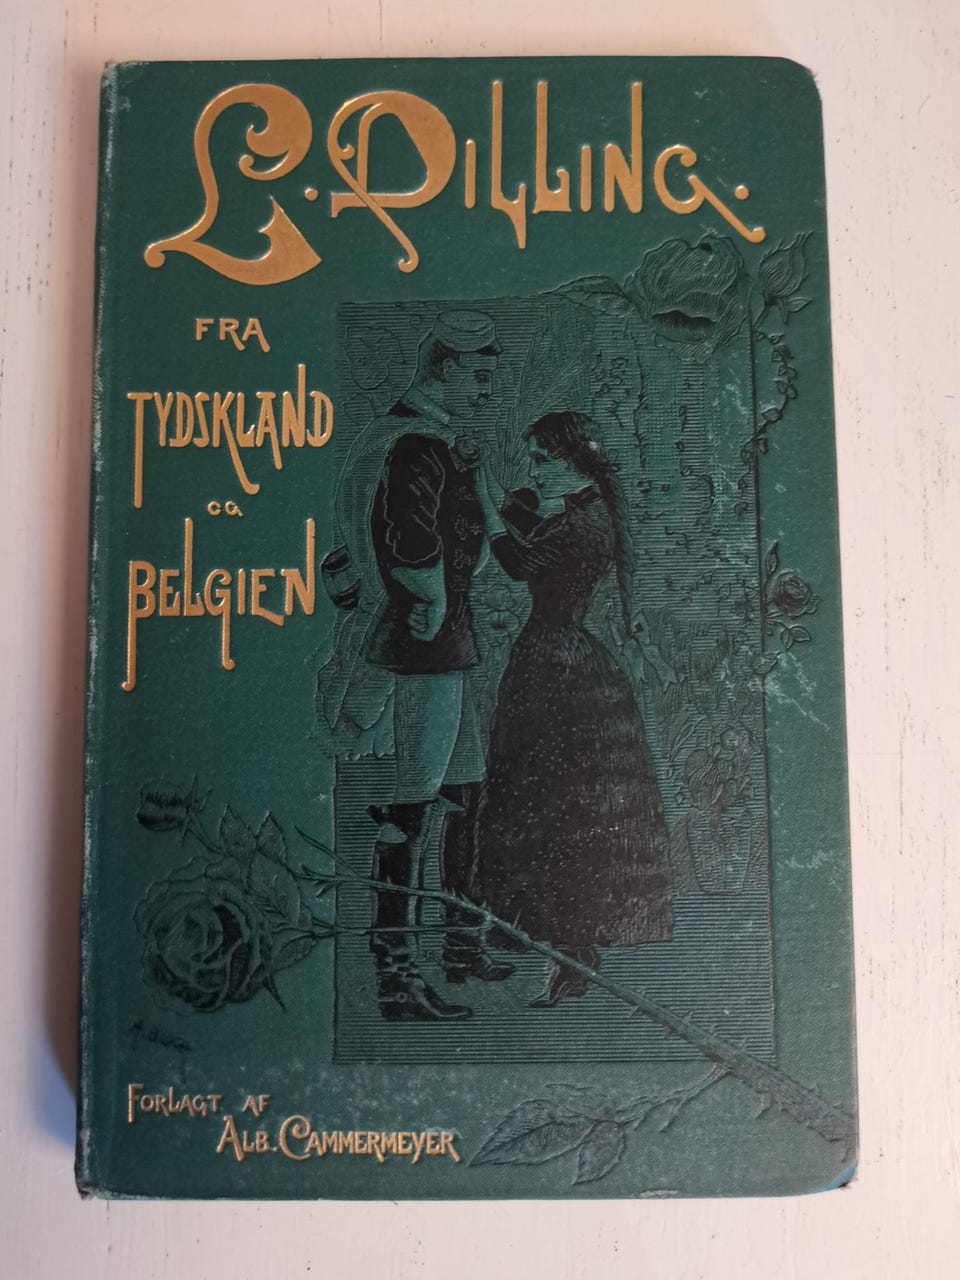 L. DILLING.
FRA
TYDSKLAND
OG
BELGIEN
FORLAGT AF
ALB. CAMMERMEYER